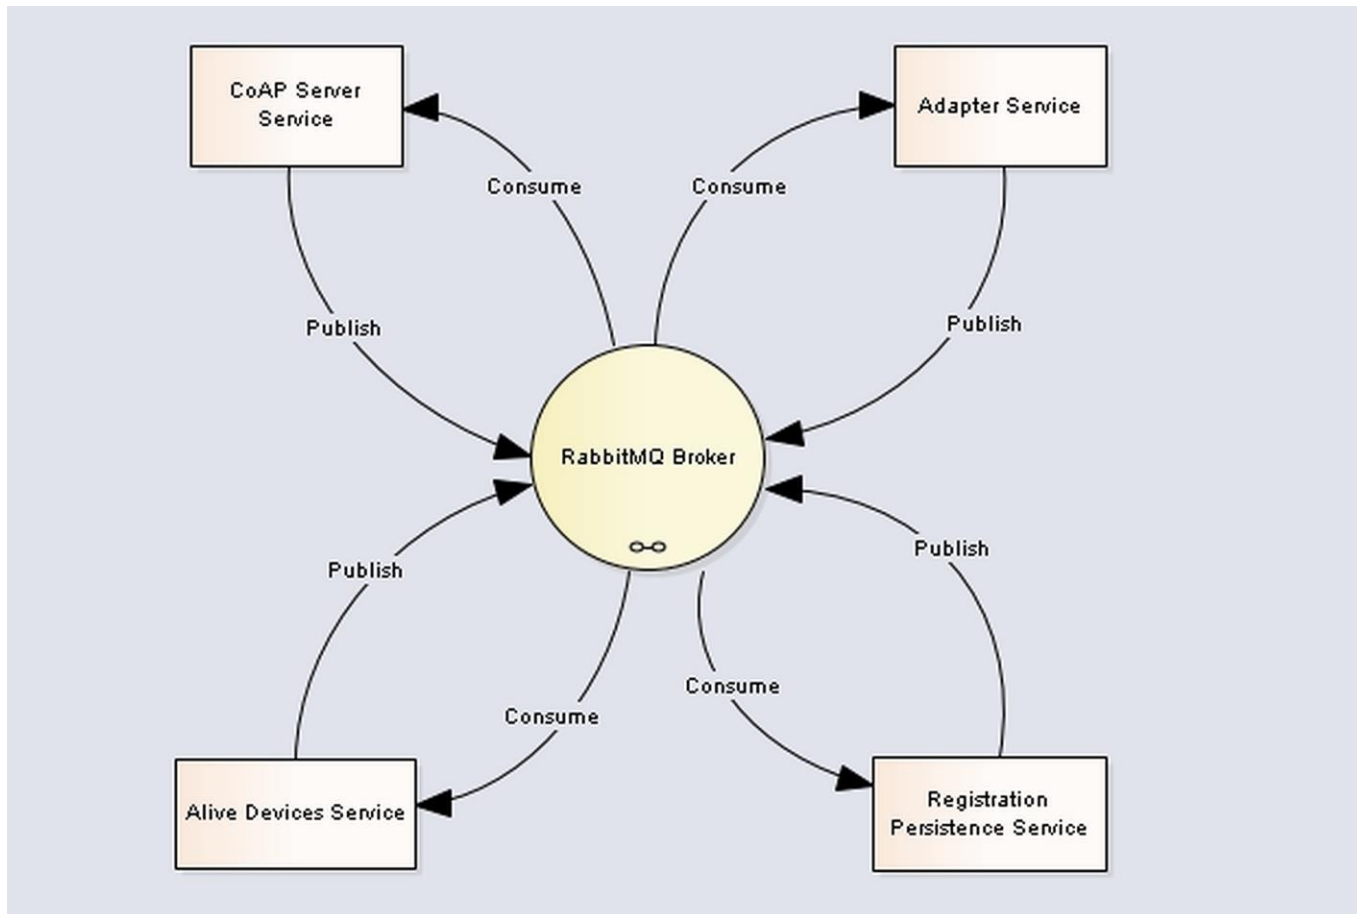 CoAP Server
Service
Adapter Service
Consume
Consume
Publish
Publish
RabbitMQ Broker
Publish
Publish
Consume
Consume
Alive Devices Service
Registration
Persistence Service